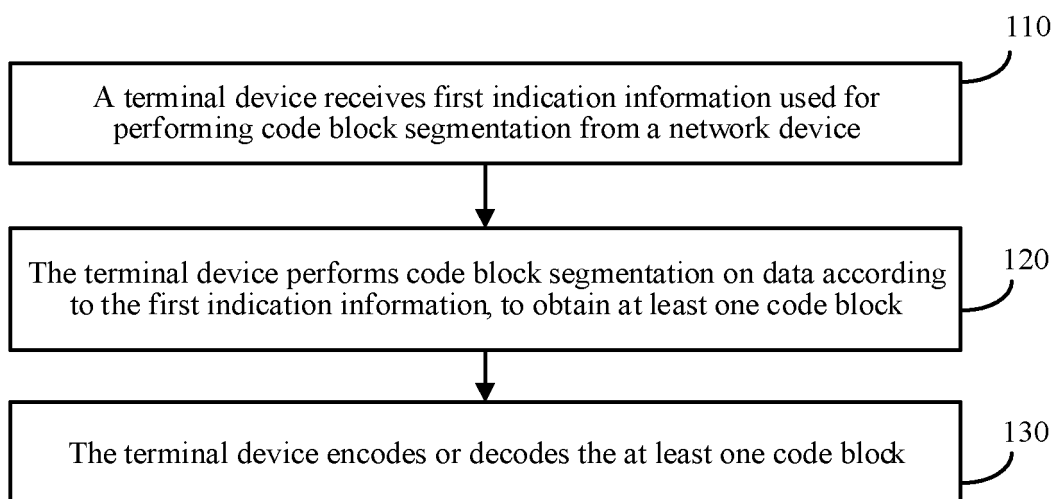 110
A terminal device receives first indication information used for
performing code block segmentation from a network device
120
The terminal device performs code block segmentation on data according
to the first indication information, to obtain at least one code block
130
The terminal device encodes or decodes the at least one code block